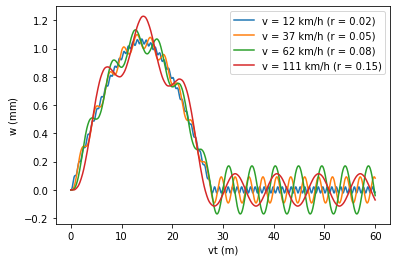 1.2
1.0
0.8
0.6
0.4
0.2
0.0
−0.2
w (mm)
0
10
20
30
40
50
60
vt (m)
v = 12 km/h (r = 0.02)
v = 37 km/h (r = 0.05)
v = 62 km/h (r = 0.08)
v = 111 km/h (r = 0.15)